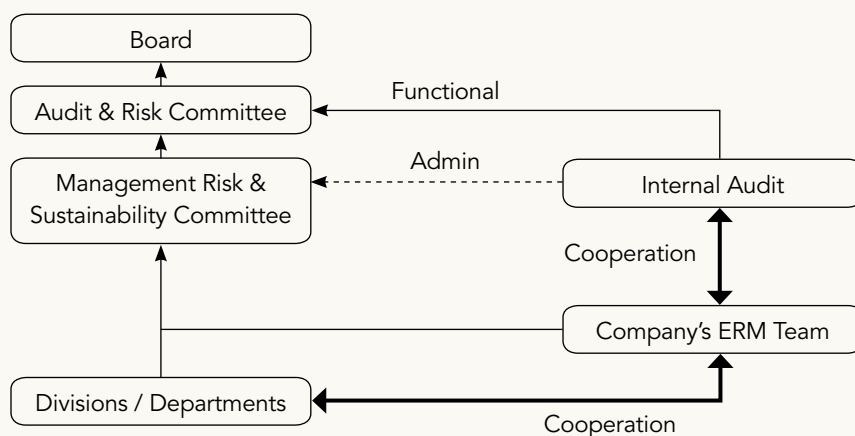 Board
Audit & Risk Committee
Functional
Admin
Management Risk &
Sustainability Committee
Internal Audit
Cooperation
Company's ERM Team
Divisions / Departments
Cooperation